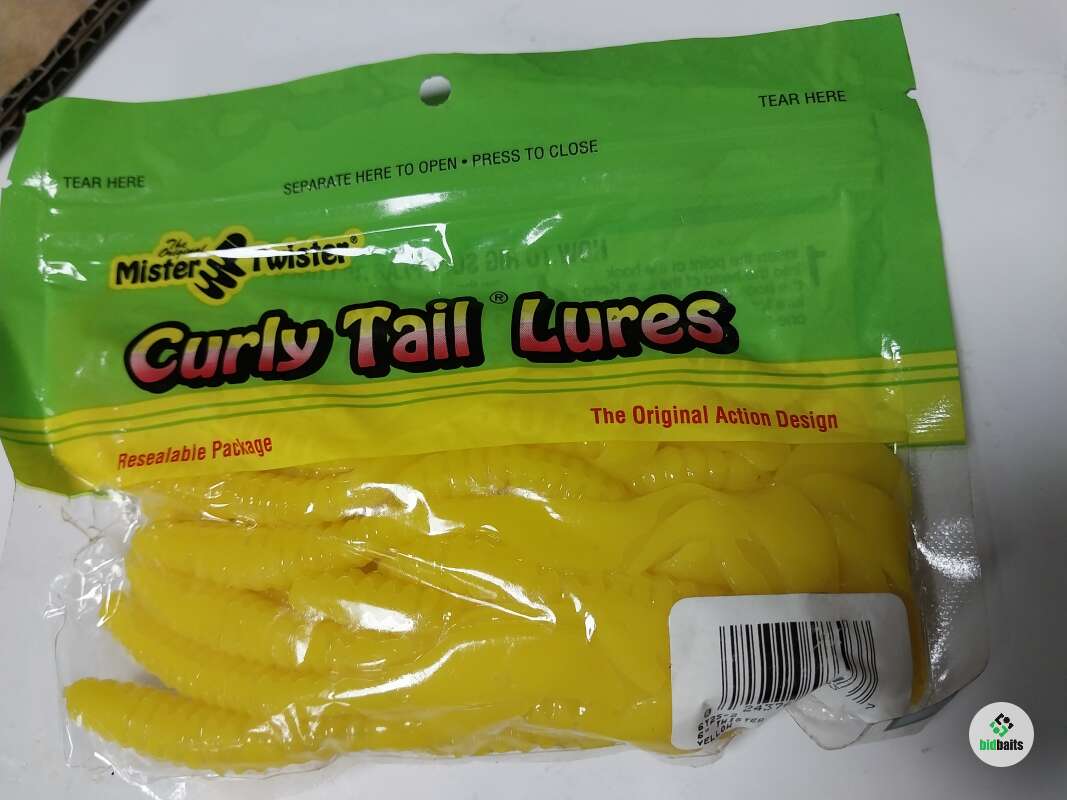 TEAR HERE
SEPARATE HERE TO OPEN • PRESS TO CLOSE
TEAR HERE
The Original
Mister Twister®
Curly Tail® Lures
The Original Action Design
Resealable Package
YELLOW
bidbaits